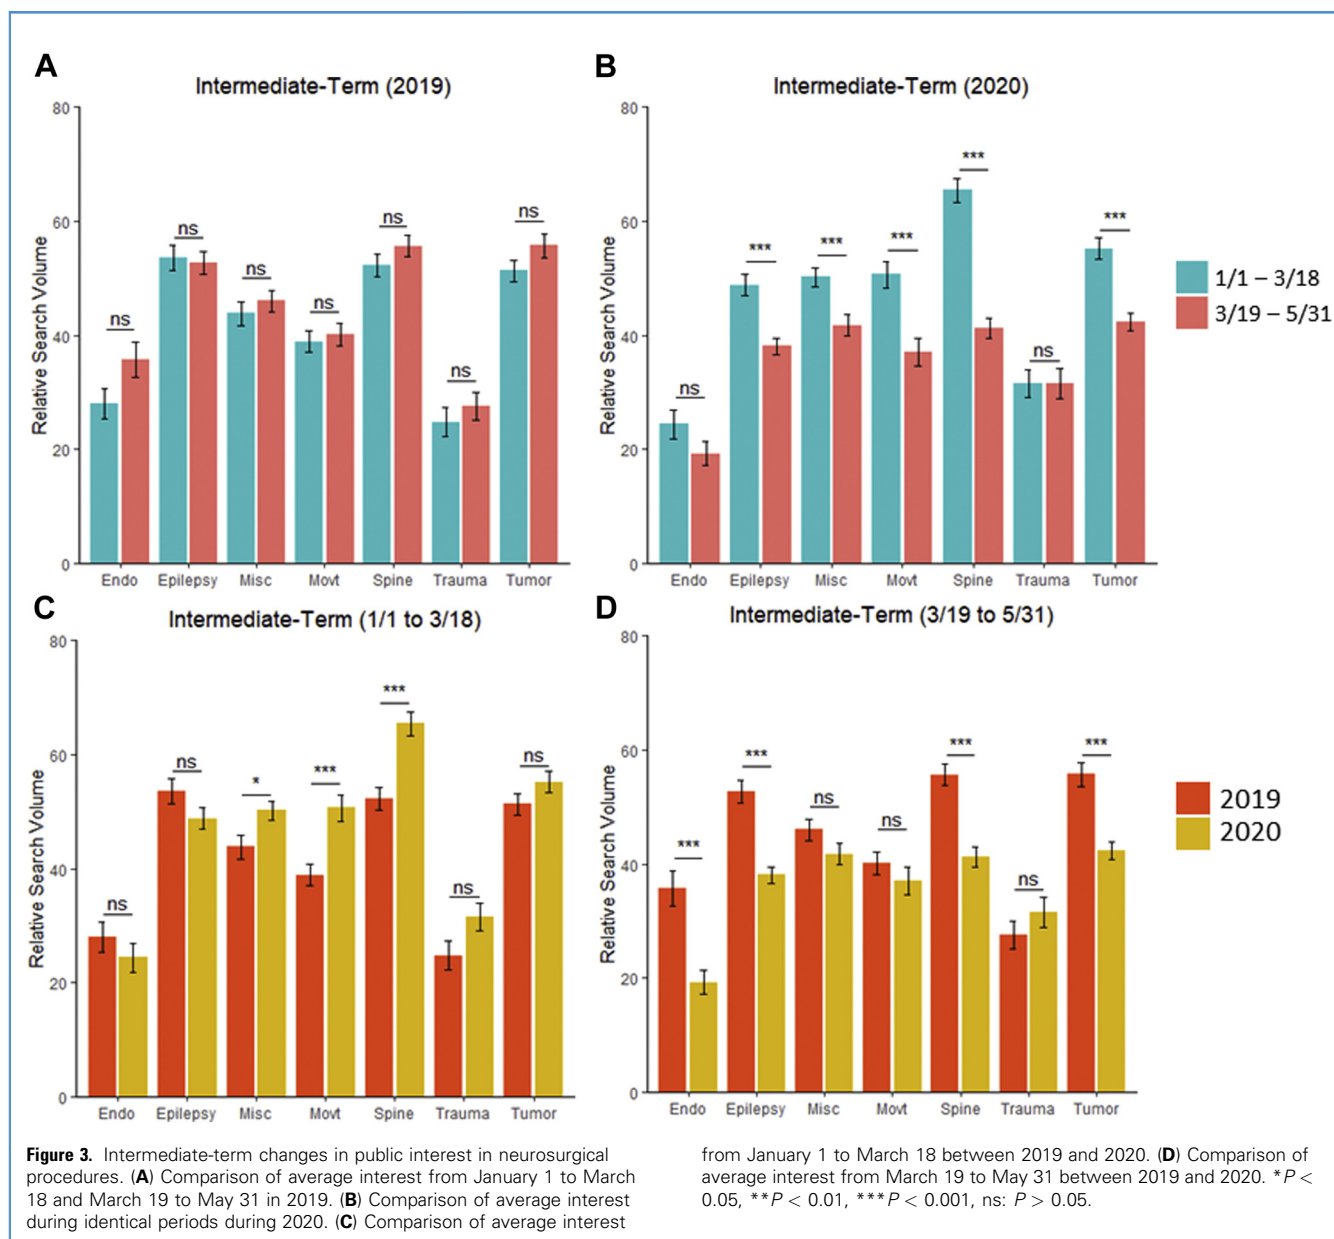 A
Intermediate-Term (2019)
80
60
40
20
0
Relative Search Volume
ns
ns
ns
ns
ns
ns
ns
Endo Epilepsy Misc Movt Spine Trauma Tumor
B
Intermediate-Term (2020)
80
60
40
20
0
Relative Search Volume
ns
***
***
***
***
ns
***
Endo Epilepsy Misc Movt Spine Trauma Tumor
1/1 – 3/18
3/19 – 5/31
C
Intermediate-Term (1/1 to 3/18)
80
60
40
20
0
Relative Search Volume
ns
ns
*
***
***
ns
ns
Endo Epilepsy Misc Movt Spine Trauma Tumor
D
Intermediate-Term (3/19 to 5/31)
80
60
40
20
0
Relative Search Volume
***
***
ns
ns
***
ns
***
Endo Epilepsy Misc Movt Spine Trauma Tumor
2019
2020
Figure 3. Intermediate-term changes in public interest in neurosurgical
procedures. (A) Comparison of average interest from January 1 to March
18 and March 19 to May 31 in 2019. (B) Comparison of average interest
during identical periods during 2020. (C) Comparison of average interest
from January 1 to March 18 between 2019 and 2020. (D) Comparison of
average interest from March 19 to May 31 between 2019 and 2020. *P <
0.05, **P < 0.01, ***P < 0.001, ns: P > 0.05.